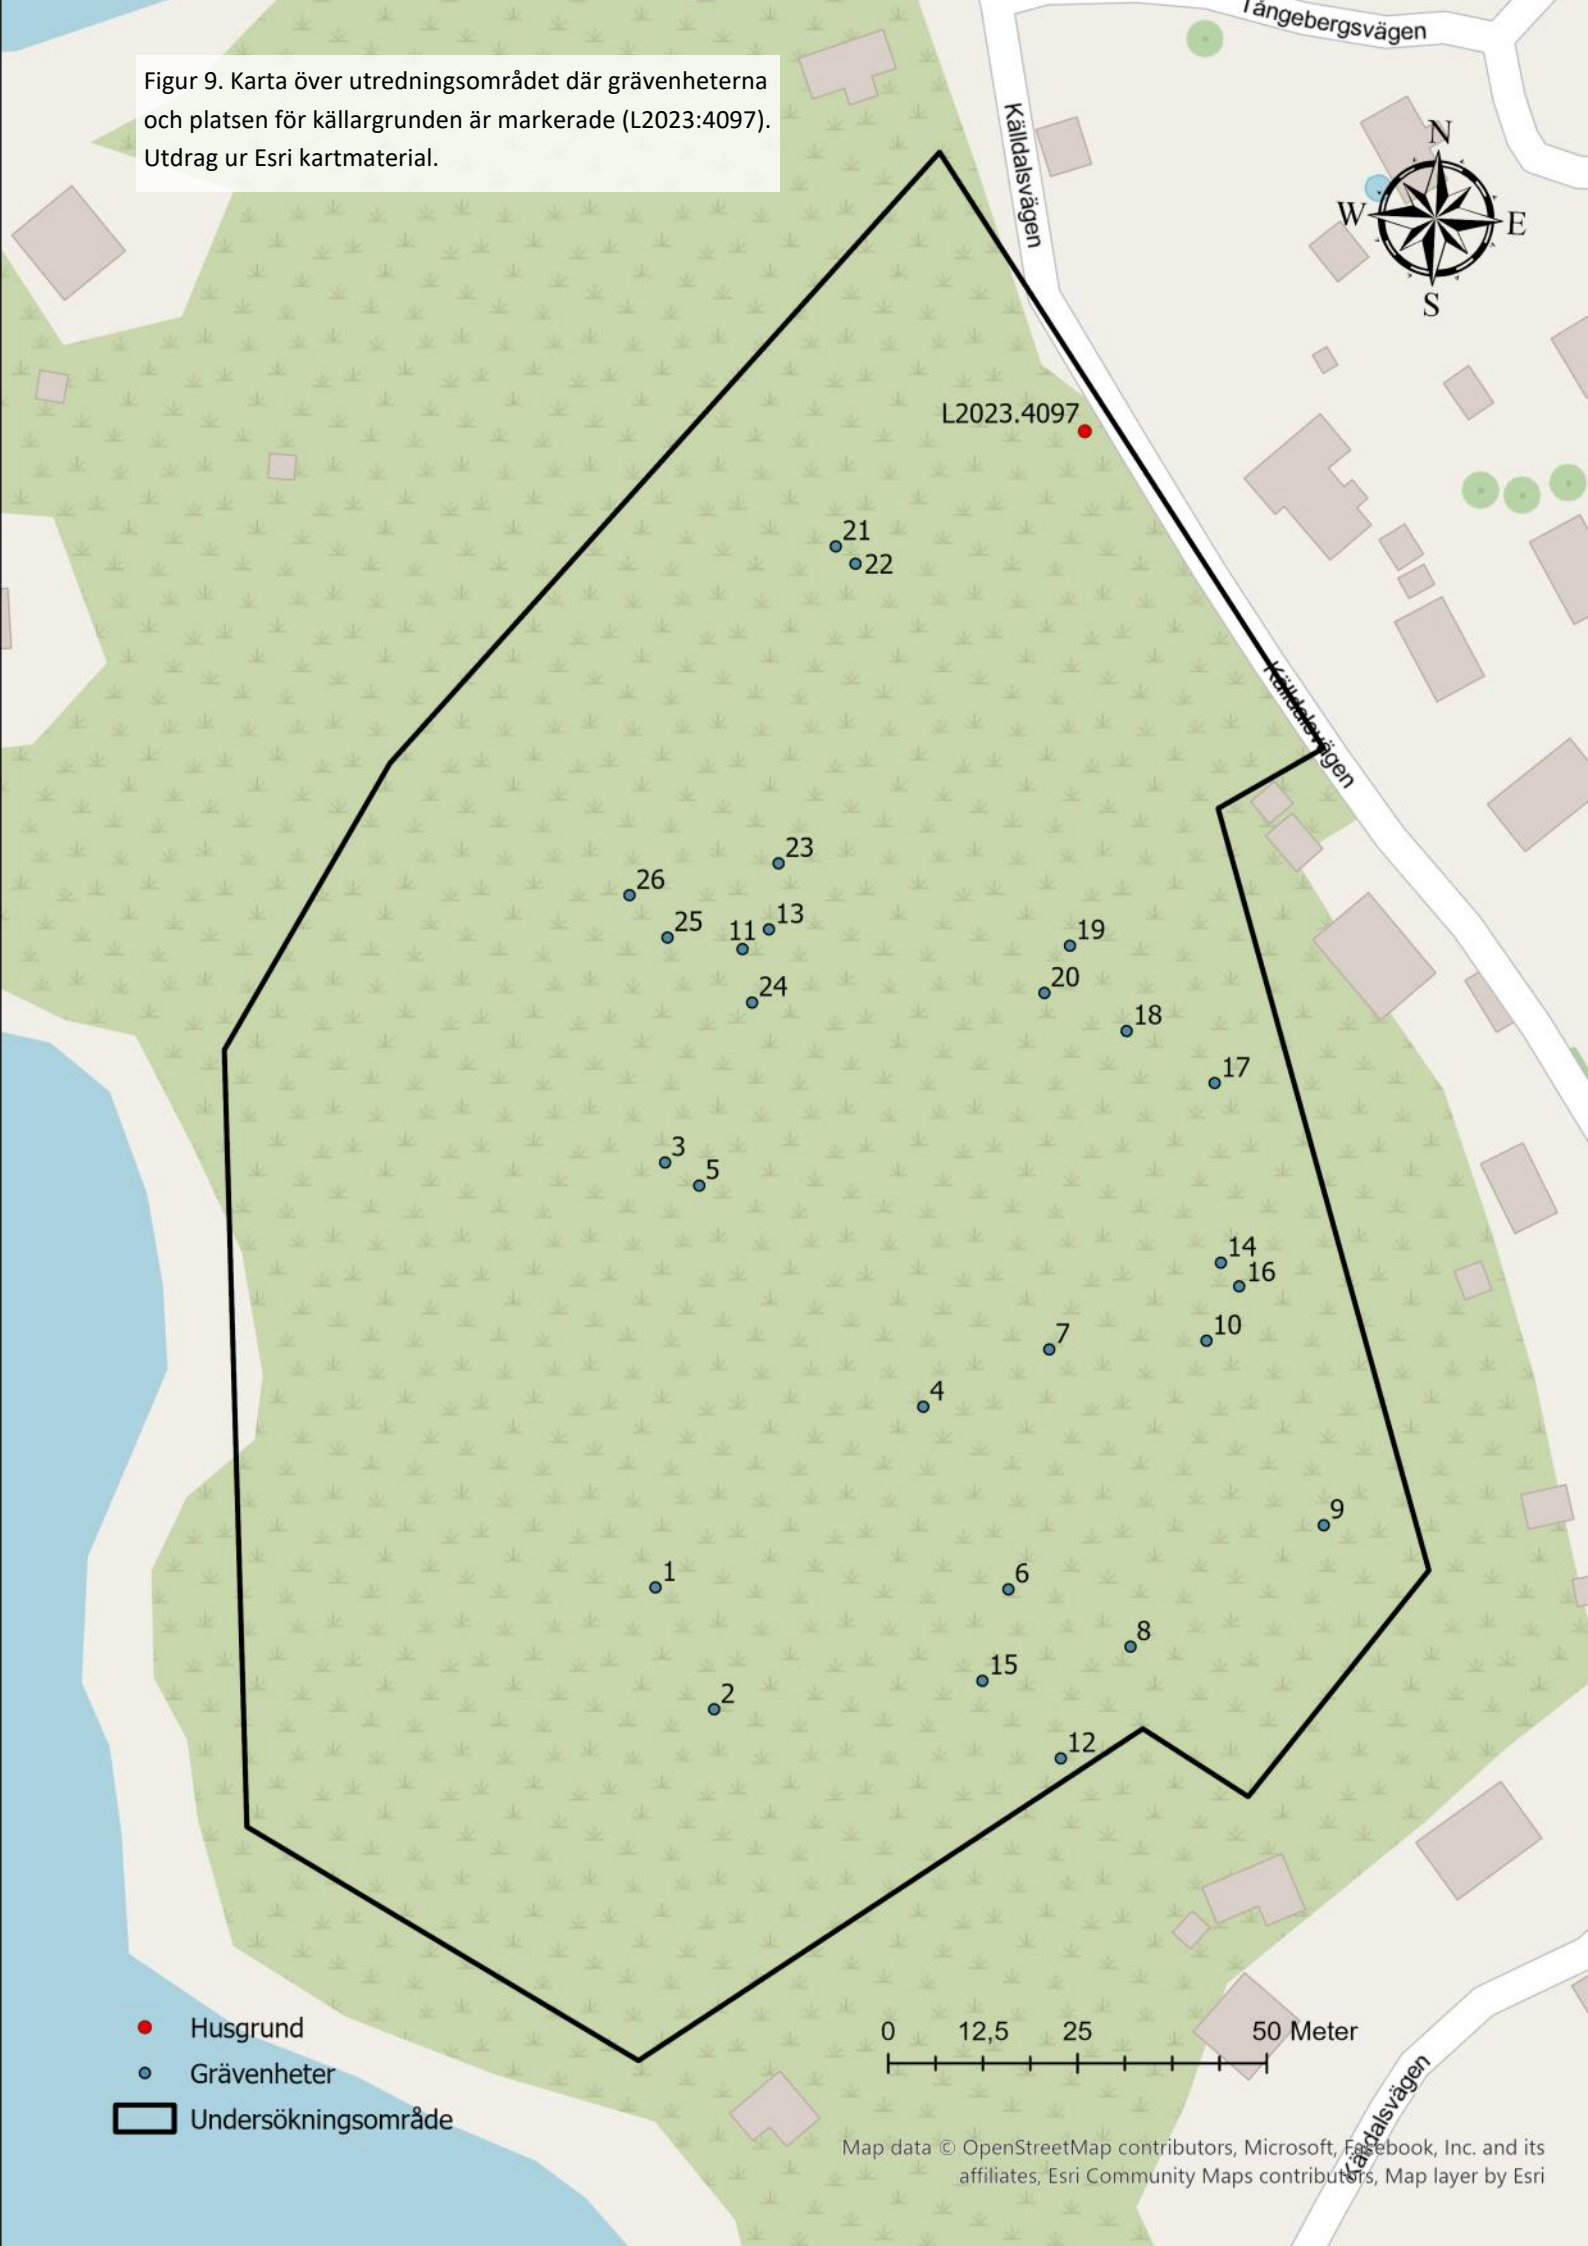 Tångebergsvägen
Figur 9. Karta över utredningsområdet där grävenheterna
och platsen för källargrunden är markerade (L2023:4097).
Utdrag ur Esri kartmaterial.
Källdalsvägen
N
W
E
S
L2023.4097
21
22
Källdalsvägen
23
26
25
11
13
19
24
20
18
17
3
5
14
16
7
10
4
9
1
6
8
15
2
12
Husgrund
Grävenheter
Undersökningsområde
0 12,5 25 50 Meter
Källdalsvägen
Map data © OpenStreetMap contributors, Microsoft, Facebook, Inc. and its
affiliates, Esri Community Maps contributors, Map layer by Esri